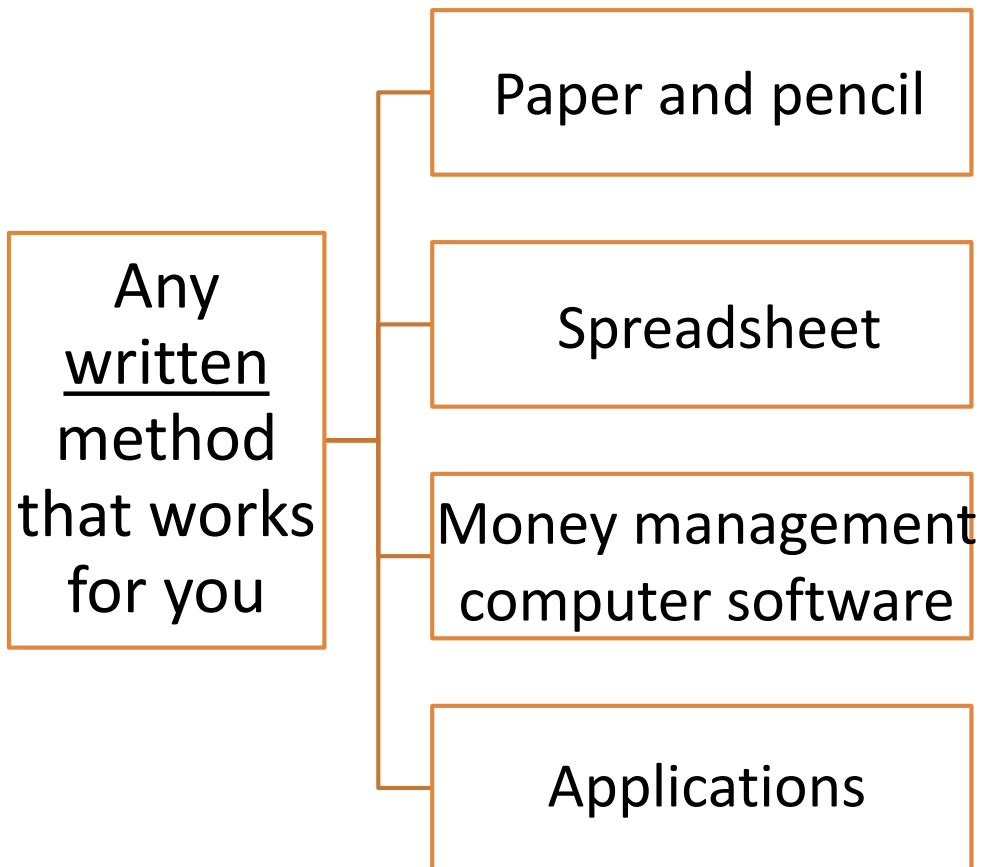 Any
written
method
that works
for you
Paper and pencil
Spreadsheet
Money management
computer software
Applications